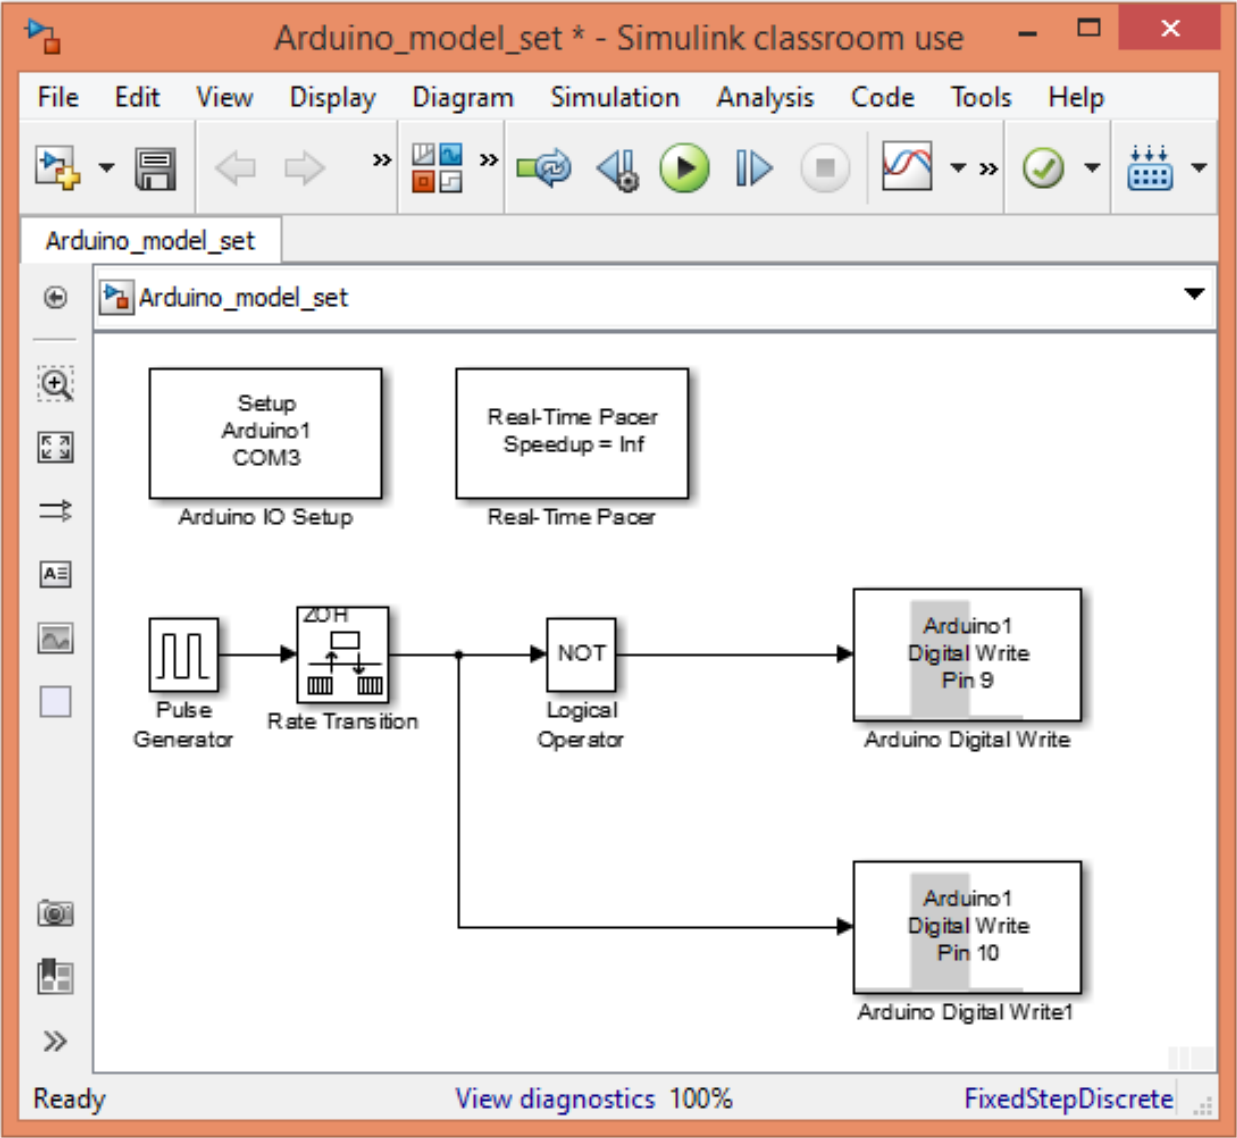 Arduino_model_set * - Simulink classroom use
File Edit View Display Diagram Simulation Analysis Code Tools Help
Arduino_model_set
Arduino_model_set
Setup
Arduino1
COM3
Arduino IO Setup
Real-Time Pacer
Speedup = Inf
Real-Time Pacer
Pulse
Generator
ZOH
Rate Transition
NOT
Logical
Operator
Arduino1
Digital Write
Pin 9
Arduino Digital Write
Arduino1
Digital Write
Pin 10
Arduino Digital Write1
Ready View diagnostics 100% FixedStepDiscrete